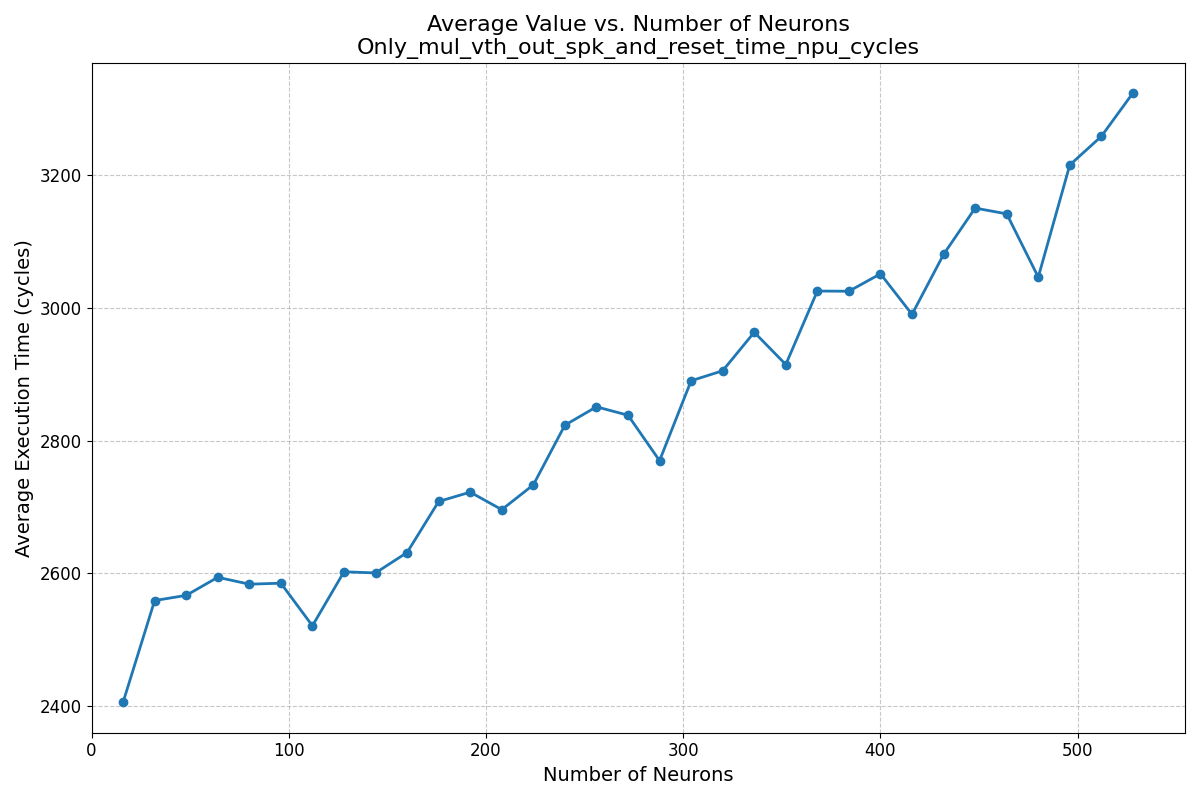 Average Value vs. Number of Neurons
Only_mul_vth_out_spk_and_reset_time_npu_cycles
Average Execution Time (cycles)
3200
3000
2800
2600
2400
0 100 200 300 400 500
Number of Neurons